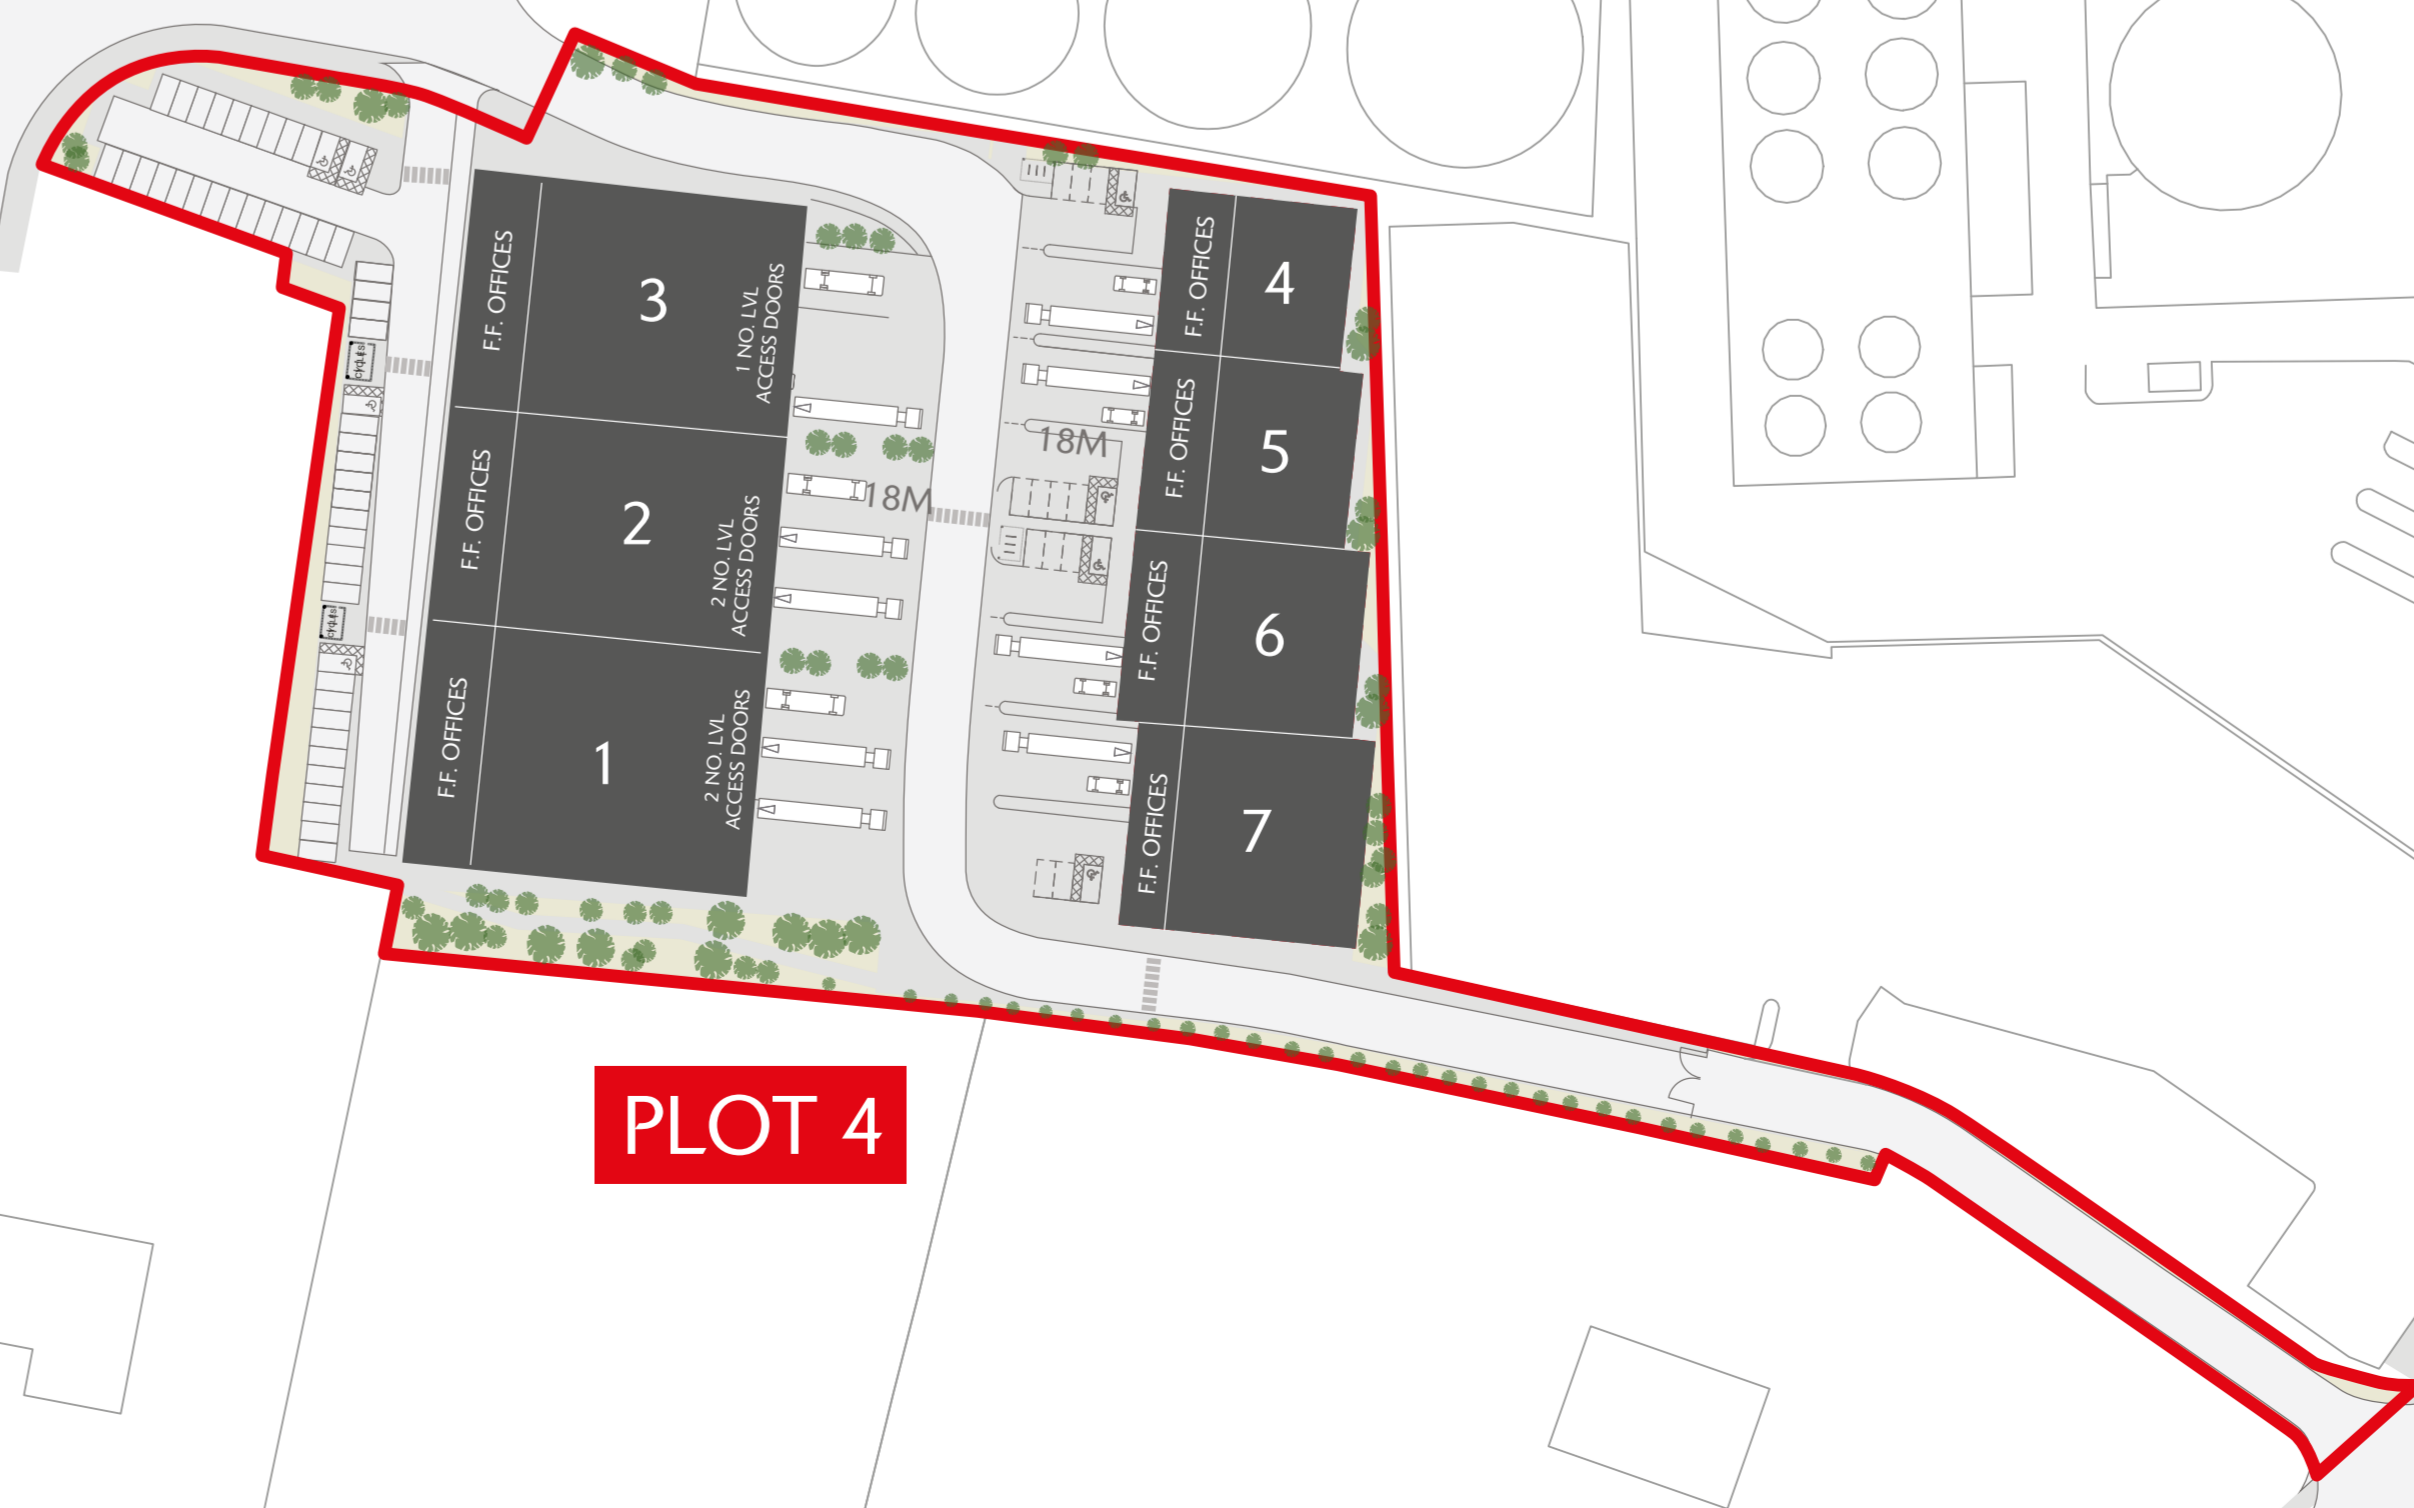 F.F. OFFICES
3
1 NO. LVL
ACCESS DOORS
F.F. OFFICES
2
2 NO. LVL
ACCESS DOORS
F.F. OFFICES
1
2 NO. LVL
ACCESS DOORS
18M
18M
F.F. OFFICES
4
F.F. OFFICES
5
F.F. OFFICES
6
F.F. OFFICES
7
PLOT 4